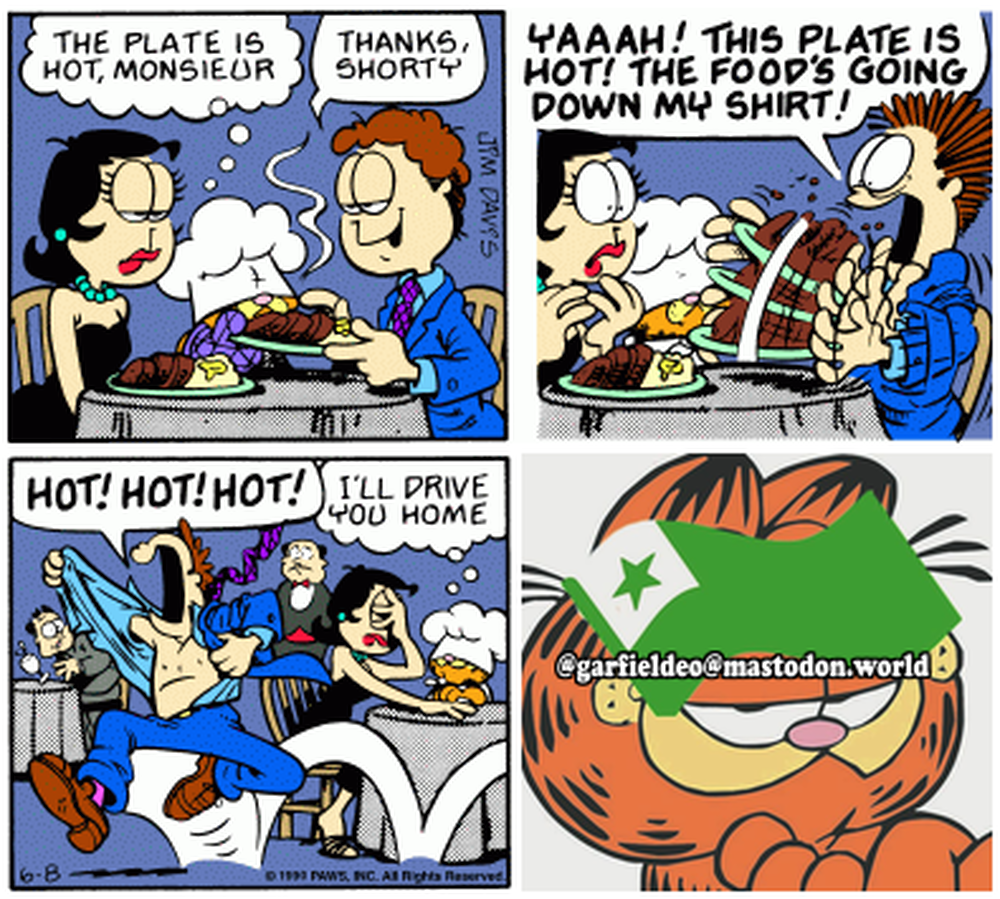 THE PLATE IS
HOT, MONSIEUR
THANKS,
SHORTY
JIM DAVIS
YAAAH! THIS PLATE IS
HOT! THE FOOD'S GOING
DOWN MY SHIRT!
HOT! HOT! HOT!
I'LL DRIVE
YOU HOME
6-8
© 1990 PAWS, INC. All Rights Reserved.
@garfieldeo@mastodon.world